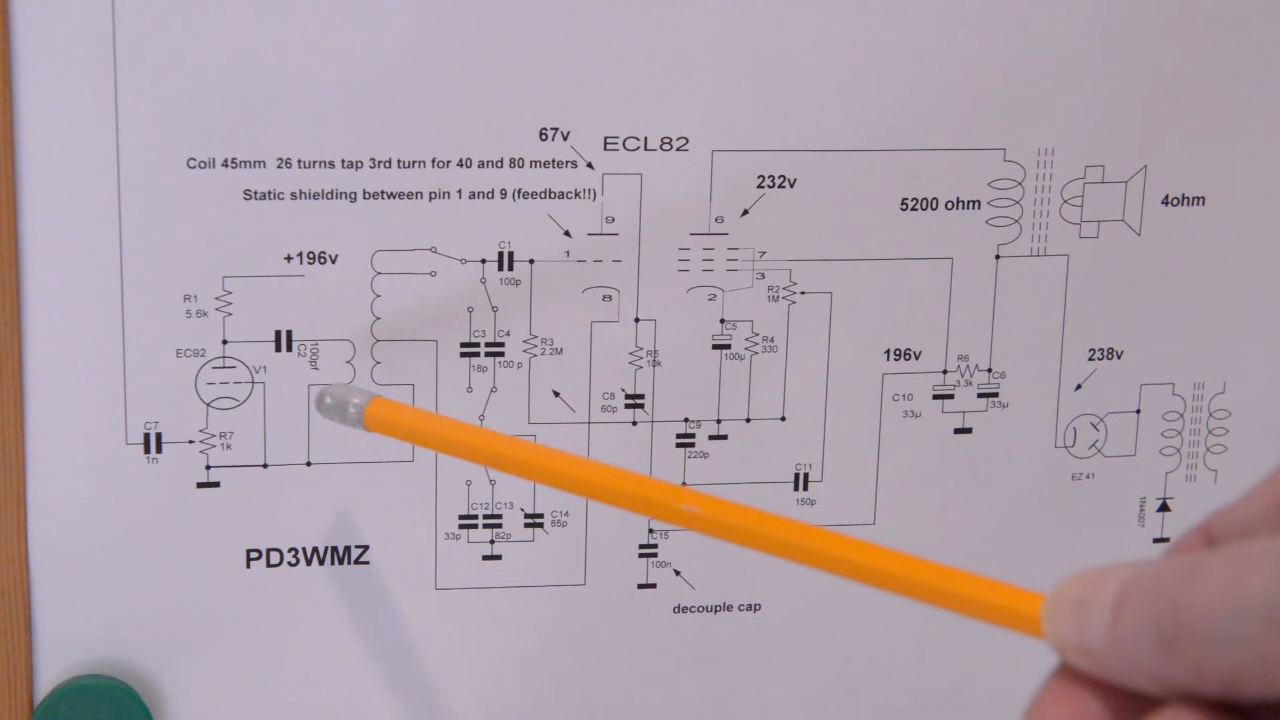 67v
ECL82
Coil 45mm 26 turns tap 3rd turn for 40 and 80 meters
Static shielding between pin 1 and 9 (feedback!!)
232v
5200 ohm
4ohm
9
6
+196v
C1
100p
1
7
3
R1
5.6k
8
2
R2
1M
EC92
C2
100pf
V1
C3
18p
C4
100 p
R3
2.2M
R5
10k
C5
100µ
R4
330
196v
R6
3.3k
238v
C8
60p
C10
33µ
C6
33µ
C7
1n
R7
1k
C9
220p
C11
150p
EZ 41
1N4007
C12
33p
C13
82p
C14
65p
C15
100n
PD3WMZ
decouple cap